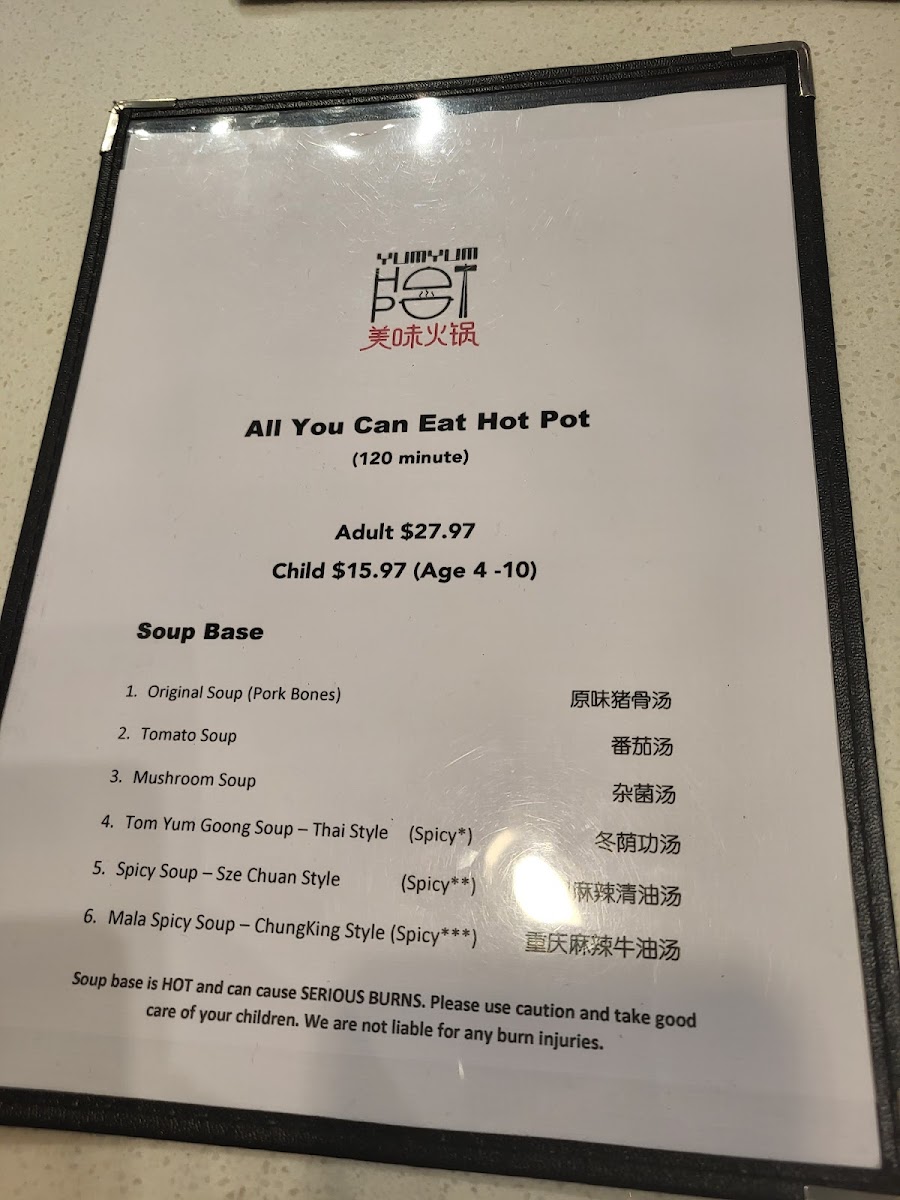 YUMYUM
HOT
POT
美味火锅
All You Can Eat Hot Pot
(120 minute)
Adult $27.97
Child $15.97 (Age 4 -10)
Soup Base
1. Original Soup (Pork Bones) 原味猪骨汤
2. Tomato Soup 番茄汤
3. Mushroom Soup 杂菌汤
4. Tom Yum Goong Soup – Thai Style (Spicy*) 冬荫功汤
5. Spicy Soup – Sze Chuan Style (Spicy**) 麻辣清油汤
6. Mala Spicy Soup – ChungKing Style (Spicy***) 重庆麻辣牛油汤
Soup base is HOT and can cause SERIOUS BURNS. Please use caution and take good
care of your children. We are not liable for any burn injuries.